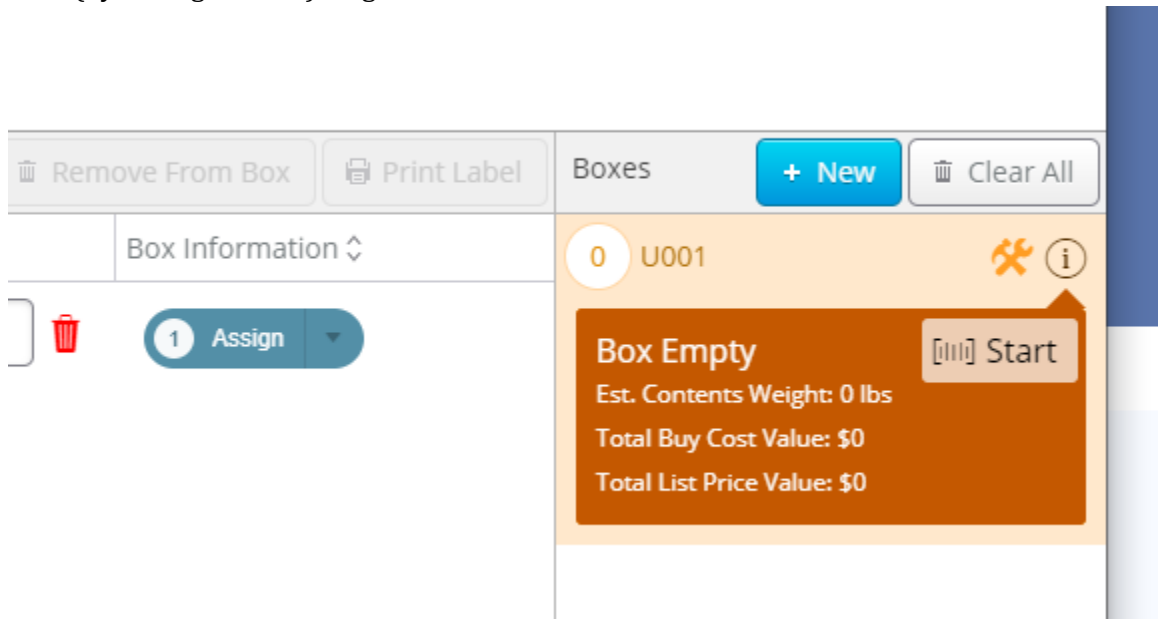 Remove From Box Print Label Boxes + New Clear All
Box Information 0 U001
1 Assign
Box Empty Start
Est. Contents Weight: 0 lbs
Total Buy Cost Value: $0
Total List Price Value: $0